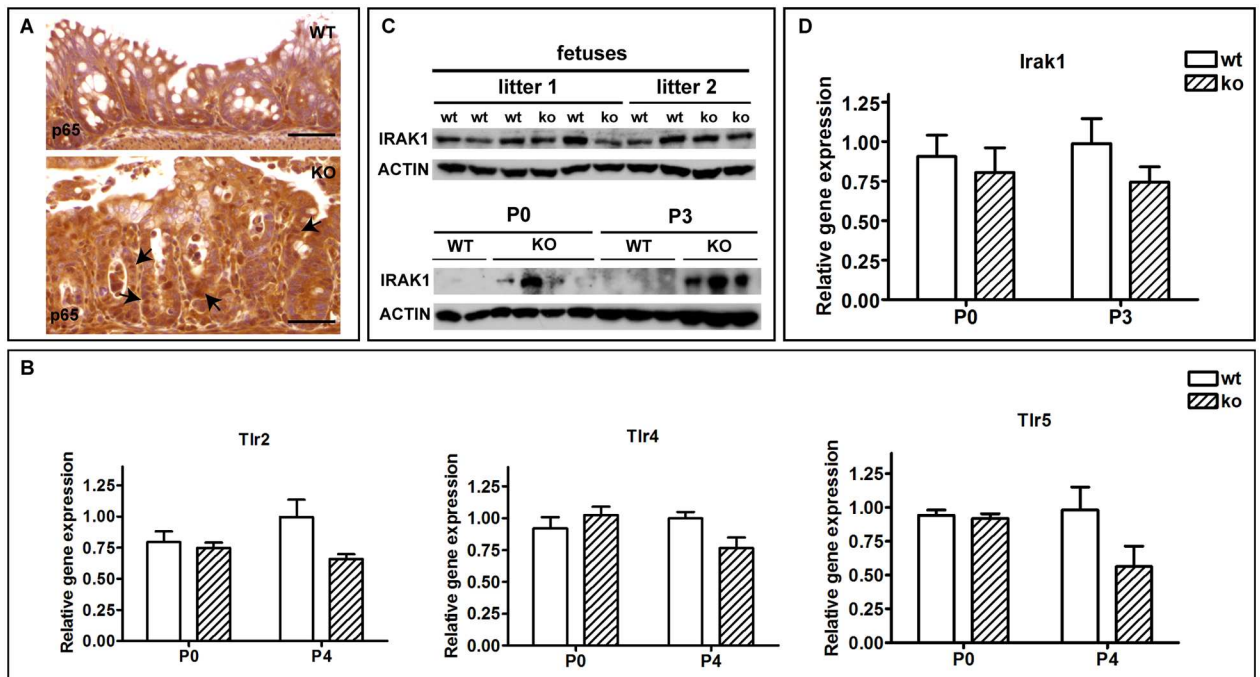 A
WT
p65
KO
p65
C
fetuses
litter 1 litter 2
wt wt wt ko wt ko wt wt ko ko
IRAK1
ACTIN
P0 P3
WT KO WT KO
IRAK1
ACTIN
D
Irak1
wt
ko
Relative gene expression
1.25
1.00
0.75
0.50
0.25
0.00
P0 P3
B
wt
ko
Tlr2
Relative gene expression
1.25
1.00
0.75
0.50
0.25
0.00
P0 P4
Tlr4
Relative gene expression
1.25
1.00
0.75
0.50
0.25
0.00
P0 P4
Tlr5
Relative gene expression
1.25
1.00
0.75
0.50
0.25
0.00
P0 P4